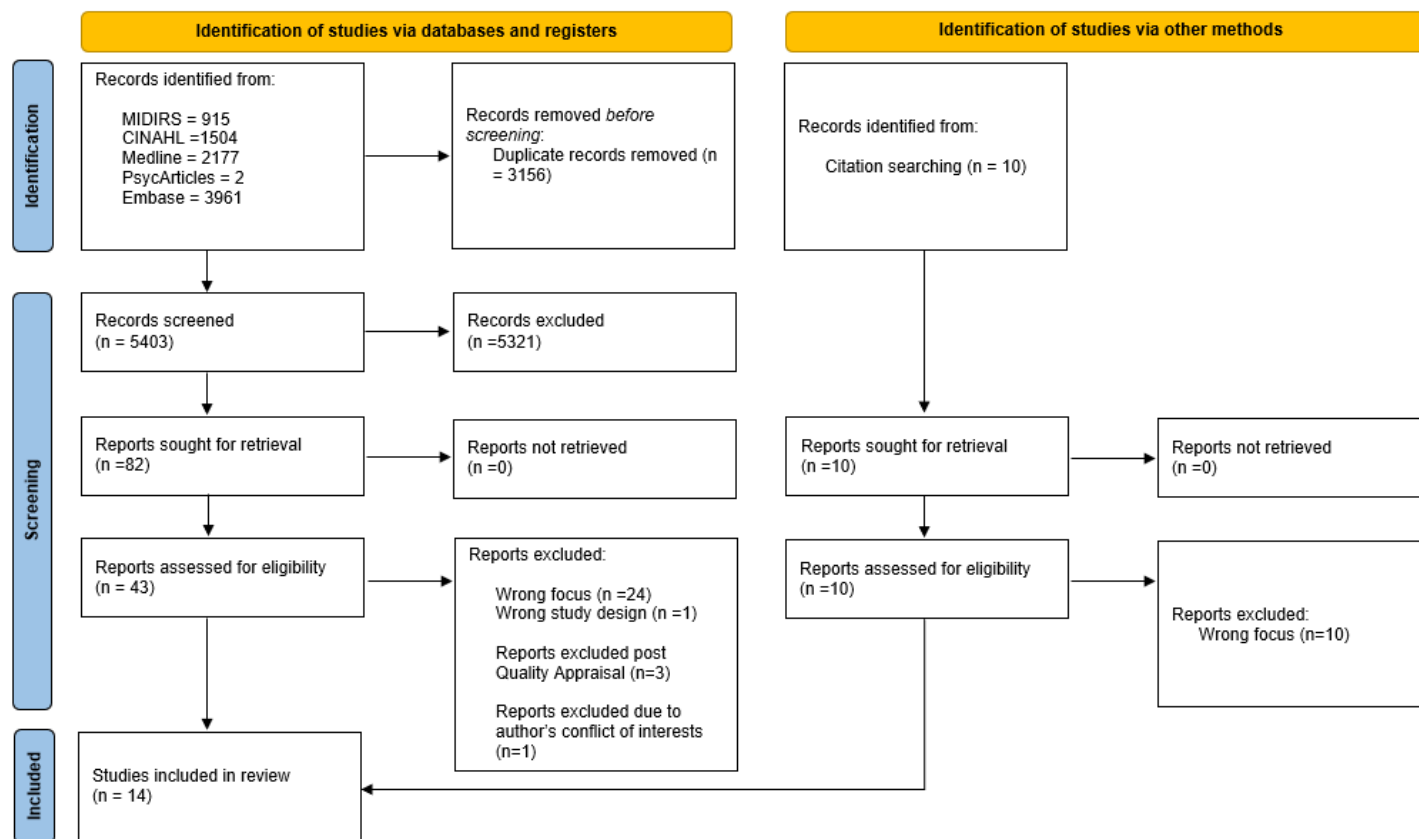 Identification of studies via databases and registers
Identification of studies via other methods
Identification
Records identified from:
MIDIRS = 915
CINAHL =1504
Medline = 2177
PsycArticles = 2
Embase = 3961
Records removed before
screening:
Duplicate records removed (n
= 3156)
Records identified from:
Citation searching (n = 10)
Screening
Records screened
(n = 5403)
Records excluded
(n =5321)
Reports sought for retrieval
(n =82)
Reports not retrieved
(n =0)
Reports sought for retrieval
(n =10)
Reports not retrieved
(n =0)
Reports assessed for eligibility
(n = 43)
Reports excluded:
Wrong focus (n =24)
Wrong study design (n =1)
Reports excluded post
Quality Appraisal (n=3)
Reports excluded due to
author's conflict of interests
(n=1)
Reports assessed for eligibility
(n =10)
Reports excluded:
Wrong focus (n=10)
Included
Studies included in review
(n = 14)